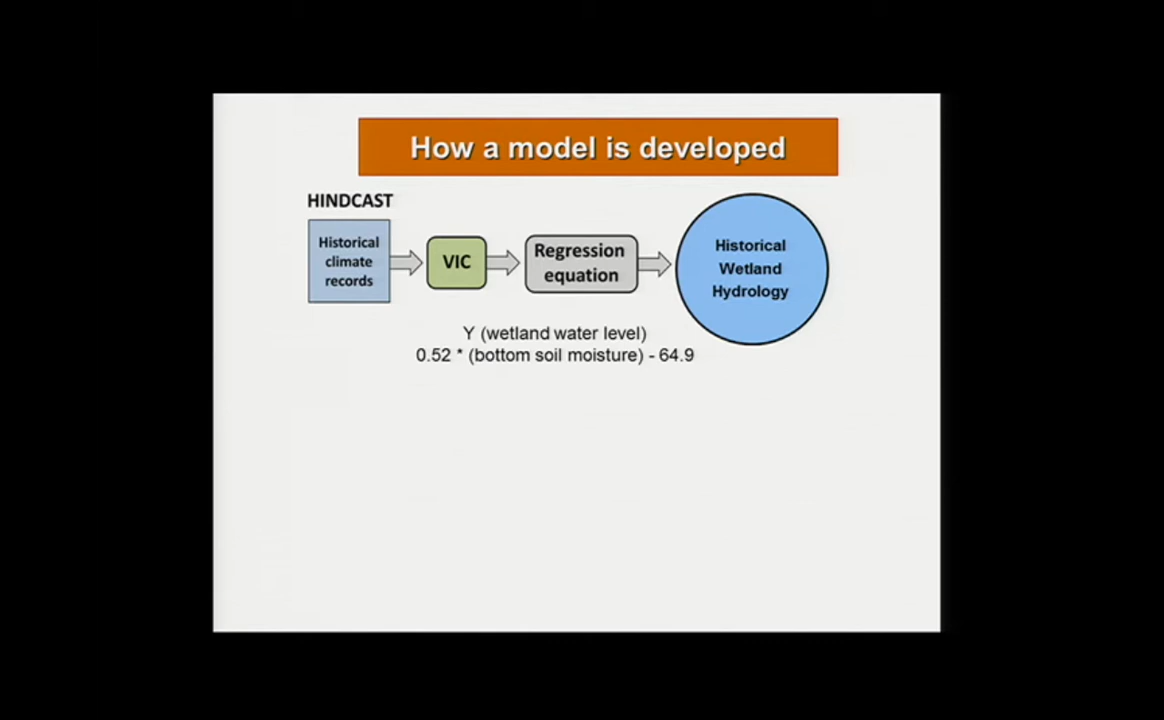 How a model is developed
HINDCAST
Historical
climate
records
VIC
Regression
equation
Historical
Wetland
Hydrology
Y (wetland water level)
0.52 * (bottom soil moisture) - 64.9